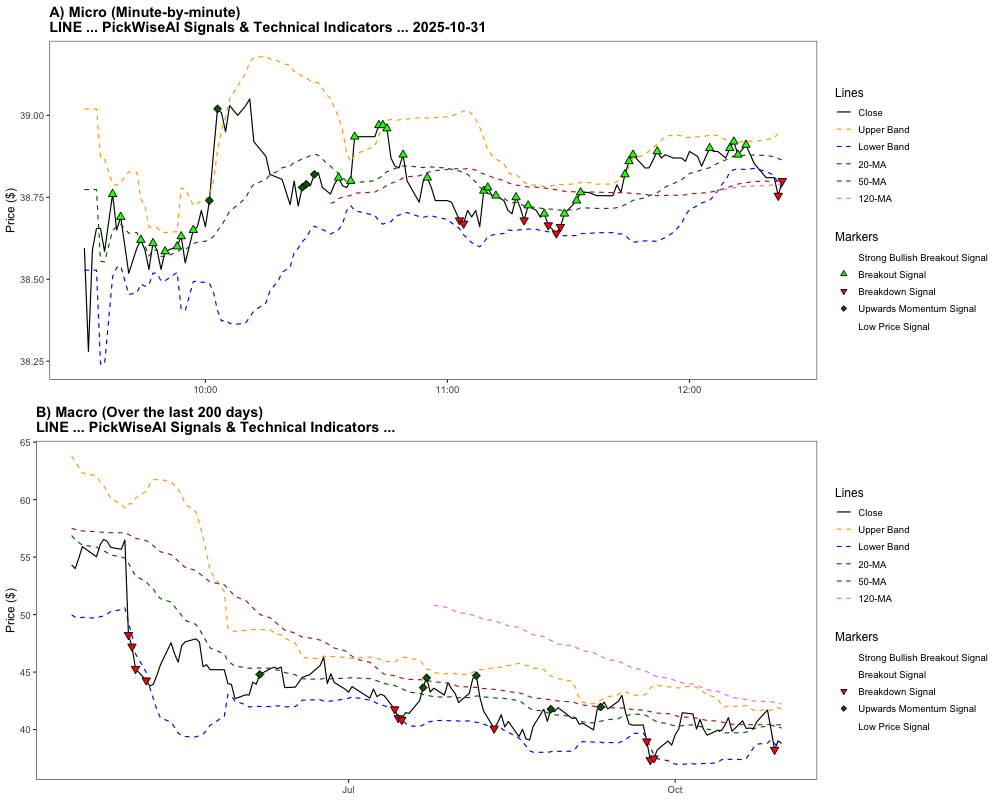 A) Micro (Minute-by-minute)
LINE ... PickWiseAI Signals & Technical Indicators ... 2025-10-31
Price ($)
39.00
38.75
38.50
38.25
10:00
11:00
12:00
Lines
Close
Upper Band
Lower Band
20-MA
50-MA
120-MA
Markers
Strong Bullish Breakout Signal
Breakout Signal
Breakdown Signal
Upwards Momentum Signal
Low Price Signal
B) Macro (Over the last 200 days)
LINE ... PickWiseAI Signals & Technical Indicators ...
Price ($)
65
60
55
50
45
40
Jul
Oct
Lines
Close
Upper Band
Lower Band
20-MA
50-MA
120-MA
Markers
Strong Bullish Breakout Signal
Breakout Signal
Breakdown Signal
Upwards Momentum Signal
Low Price Signal